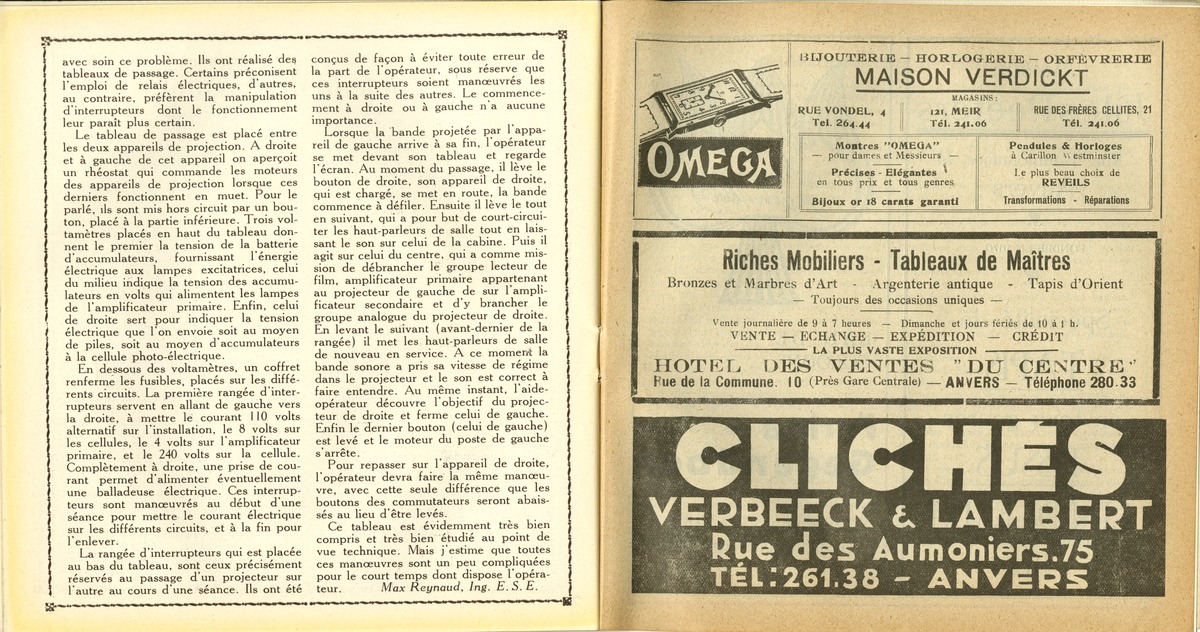 avec soin ce problème. Ils ont réalisé des
tableaux de passage. Certains préconisent
l'emploi de relais électriques, d'autres,
au contraire, préfèrent la manipulation
d'interrupteurs dont le fonctionnement
leur paraît plus certain.
Le tableau de passage est placé entre
les deux appareils de projection. A droite
et à gauche de cet appareil on aperçoit
un rhéostat qui commande les moteurs
des appareils de projection lorsque ces
derniers fonctionnent en muet. Pour le
parlé, ils sont mis hors circuit par un bou-
ton, placé à la partie inférieure. Trois vol-
tamètres placés en haut du tableau don-
nent le premier la tension de la batterie
d'accumulateurs, fournissant l'énergie
électrique aux lampes excitatrices, celui
du milieu indique la tension des accumu-
lateurs en volts qui alimentent les lampes
de l'amplificateur primaire. Enfin, celui
de droite sert pour indiquer la tension
électrique que l'on envoie soit au moyen
de piles, soit au moyen d'accumulateurs
à la cellule photo-électrique.
En dessous des voltamètres, un coffret
renferme les fusibles, placés sur les diffé-
rents circuits. La première rangée d'inter-
rupteurs servent en allant de gauche vers
la droite, à mettre le courant 110 volts
alternatif sur l'installation, le 8 volts sur
les cellules, le 4 volts sur l'amplificateur
primaire, et le 240 volts sur la cellule.
Complètement à droite, une prise de cou-
rant permet d'alimenter éventuellement
une balladeuse électrique. Ces interrup-
teurs sont manœuvrés au début d'une
séance pour mettre le courant électrique
sur les différents circuits, et à la fin pour
l'enlever.
La rangée d'interrupteurs qui est placée
au bas du tableau, sont ceux précisément
réservés au passage d'un projecteur sur
l'autre au cours d'une séance. Ils ont été
conçus de façon à éviter toute erreur de
la part de l'opérateur, sous réserve que
ces interrupteurs soient manœuvrés les
uns à la suite des autres. Le commence-
ment à droite ou à gauche n'a aucune
importance.
Lorsque la bande projetée par l'appa-
reil de gauche arrive à sa fin, l'opérateur
se met devant son tableau et regarde
l'écran. Au moment du passage, il lève le
bouton de droite, son appareil de droite,
qui est chargé, se met en route, la bande
commence à défiler. Ensuite il lève le tout
en suivant, qui a pour but de court-circui-
ter les haut-parleurs de salle tout en lais-
sant le son sur celui de la cabine. Puis il
agit sur celui du centre, qui a comme mis-
sion de débrancher le groupe lecteur de
film, amplificateur primaire appartenant
au projecteur de gauche de sur l'ampli-
ficateur secondaire et d'y brancher le
groupe analogue du projecteur de droite.
En levant le suivant (avant-dernier de la
rangée) il met les haut-parleurs de salle
de nouveau en service. A ce moment la
bande sonore a pris sa vitesse de régime
dans le projecteur et le son est correct à
faire entendre. Au même instant, l'aide-
opérateur découvre l'objectif du projec-
teur de droite et ferme celui de gauche.
Enfin le dernier bouton (celui de gauche)
est levé et le moteur du poste de gauche
s'arrête.
Pour repasser sur l'appareil de droite,
l'opérateur devra faire la même manœu-
vre, avec cette seule différence que les
boutons des commutateurs seront abais-
sés au lieu d'être levés.
Ce tableau est évidemment très bien
compris et très bien étudié au point de
vue technique. Mais j'estime que toutes
ces manœuvres sont un peu compliquées
pour le court temps dont dispose l'opéra-
teur. Max Reynaud, Ing. E. S. E.
OMEGA
BIJOUTERIE - HORLOGERIE - ORFÈVRERIE
MAISON VERDICKT
MAGASINS:
RUE VONDEL, 4
Tel. 264.44
121, MEIR
Tél. 241.06
RUE DES FRÈRES CELLITES, 21
Tél. 241.06
Montres "OMEGA"
— pour dames et Messieurs —
Précises - Elégantes
en tous prix et tous genres
Bijoux or 18 carats garanti
Pendules & Horloges
à Carillon Westminster
Le plus beau choix de
REVEILS
Transformations - Réparations
Riches Mobiliers - Tableaux de Maîtres
Bronzes et Marbres d'Art - Argenterie antique - Tapis d'Orient
— Toujours des occasions uniques —
Vente journalière de 9 à 7 heures — Dimanche et jours fériés de 10 à 1 h.
VENTE — ECHANGE — EXPÉDITION — CRÉDIT
LA PLUS VASTE EXPOSITION
HOTEL DES VENTES "DU CENTRE"
Rue de la Commune. 10 (Près Gare Centrale) — ANVERS — Téléphone 280.33
CLICHÉS
VERBEECK & LAMBERT
Rue des Aumoniers.75
TÉL:261.38 - ANVERS